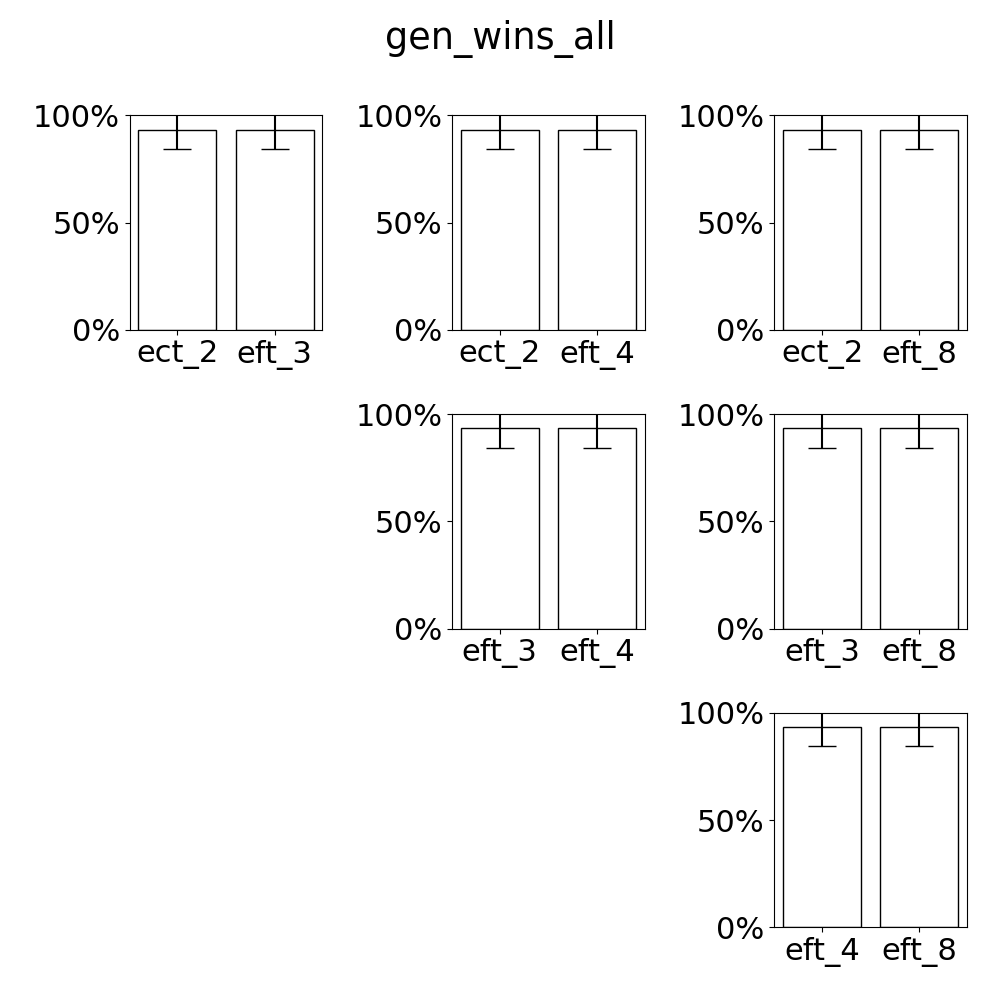 gen_wins_all
100% 100% 100%
50% 50% 50%
0% 0% 0%
ect_2 eft_3 ect_2 eft_4 ect_2 eft_8
100% 100%
50% 50%
0% 0%
eft_3 eft_4 eft_3 eft_8
100%
50%
0%
eft_4 eft_8